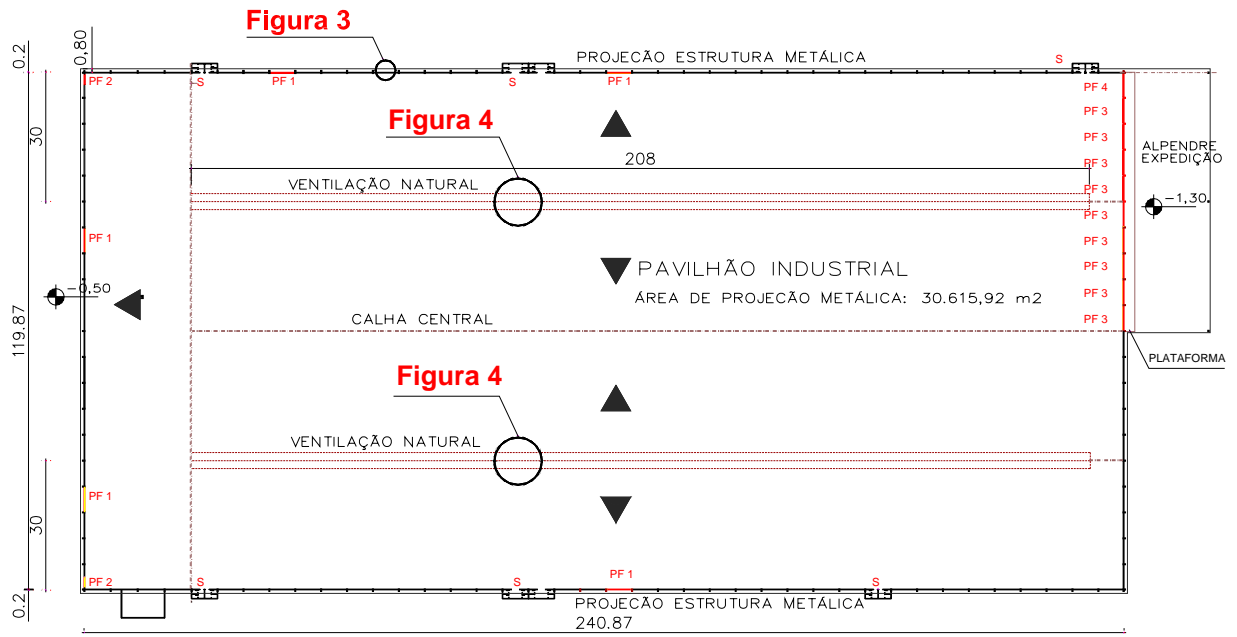 Figura 3
0.2
0,80
PROJECÃO ESTRUTURA METÁLICA
S
PF 2
S
PF 1
S
PF 1
PF 4
PF 3
30
Figura 4
PF 3
ALPENDRE
EXPEDIÇÃO
208
PF 3
VENTILAÇÃO NATURAL
PF 3
-1,30
PF 3
PF 1
PF 3
PAVILHÃO INDUSTRIAL
PF 3
-0,50
ÁREA DE PROJECÃO METÁLICA: 30.615,92 m2
PF 3
CALHA CENTRAL
PF 3
119.87
PLATAFORMA
Figura 4
VENTILAÇÃO NATURAL
PF 1
30
PF 2
S
S
PF 1
S
0.2
PROJECÃO ESTRUTURA METÁLICA
240.87